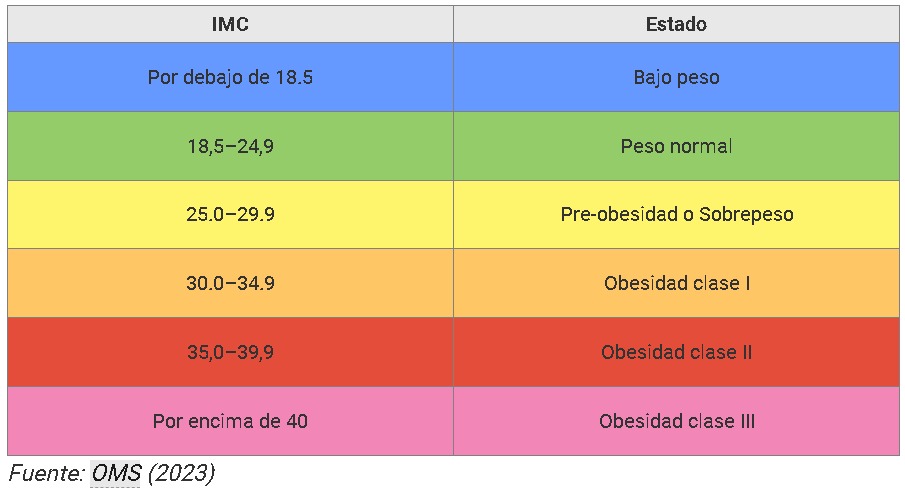 IMC Estado
Por debajo de 18.5 Bajo peso
18,5–24,9 Peso normal
25.0–29.9 Pre-obesidad o Sobrepeso
30.0–34.9 Obesidad clase I
35,0–39,9 Obesidad clase II
Por encima de 40 Obesidad clase III
Fuente: OMS (2023)